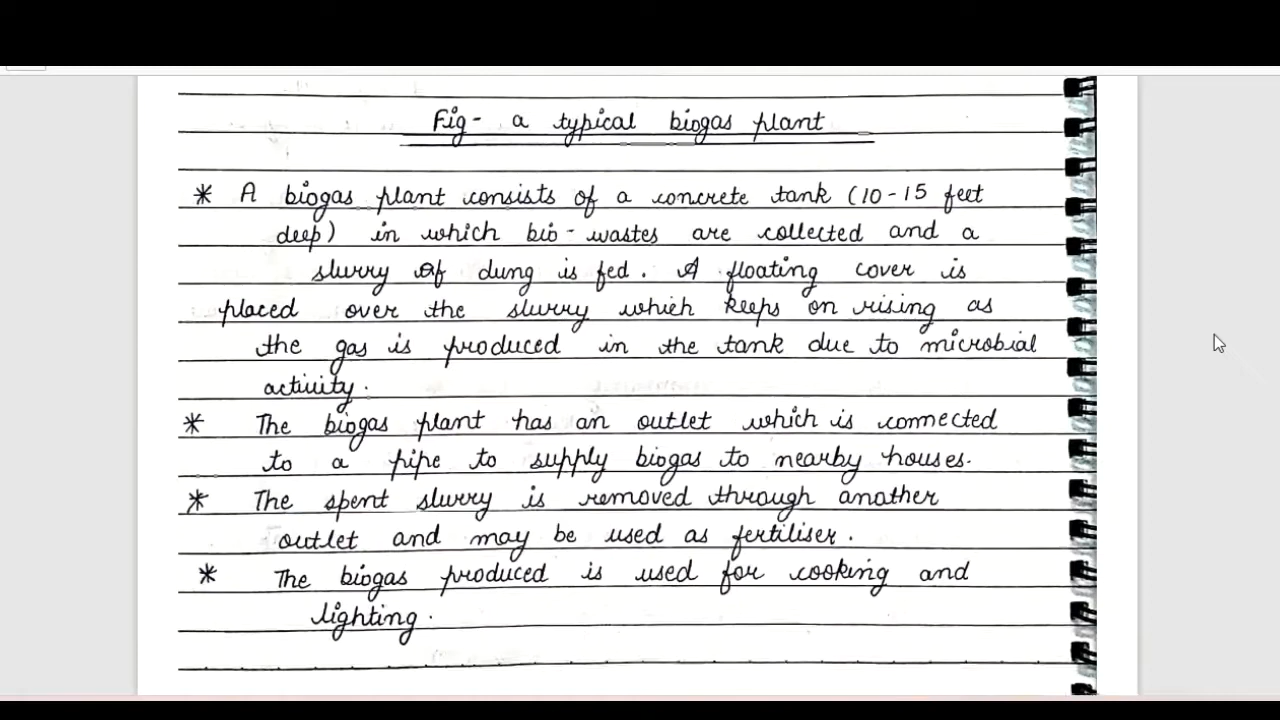 Fig- a typical biogas plant
* A biogas plant consists of a concrete tank (10-15 feet
deep) in which bio-wastes are collected and a
slurry of dung is fed. A floating cover is
placed over the slurry which keeps on rising as
the gas is produced in the tank due to microbial
activity.
* The biogas plant has an outlet which is connected
to a pipe to supply biogas to nearby houses.
* The spent slurry is removed through another
outlet and may be used as fertiliser.
* The biogas produced is used for cooking and
lighting.